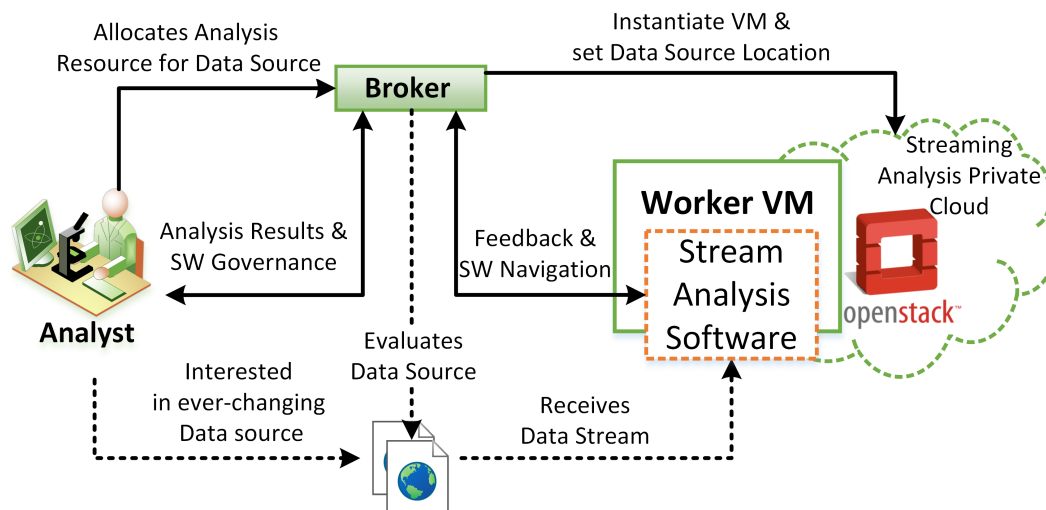 Allocates Analysis
Resource for Data Source
Instantiate VM &
set Data Source Location
Broker
Streaming
Analysis Private
Cloud
Worker VM
Analysis Results &
SW Governance
Feedback &
SW Navigation
Stream
Analysis
Software
openstack™
Analyst
Evaluates
Data Source
Interested
in ever-changing
Data source
Receives
Data Stream